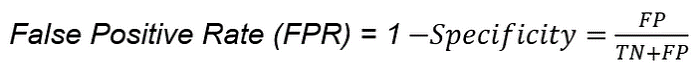 False Positive Rate (FPR) = 1 −Specificity = FP / TN+FP